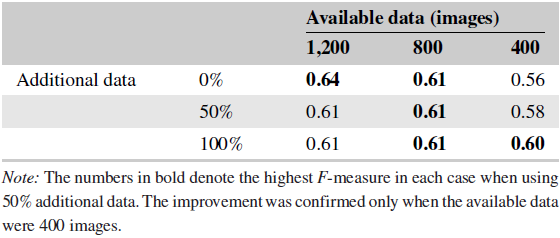 Available data (images)
1,200 800 400
Additional data 0% 0.64 0.61 0.56
50% 0.61 0.61 0.58
100% 0.61 0.61 0.60
Note: The numbers in bold denote the highest F-measure in each case when using
50% additional data. The improvement was confirmed only when the available data
were 400 images.